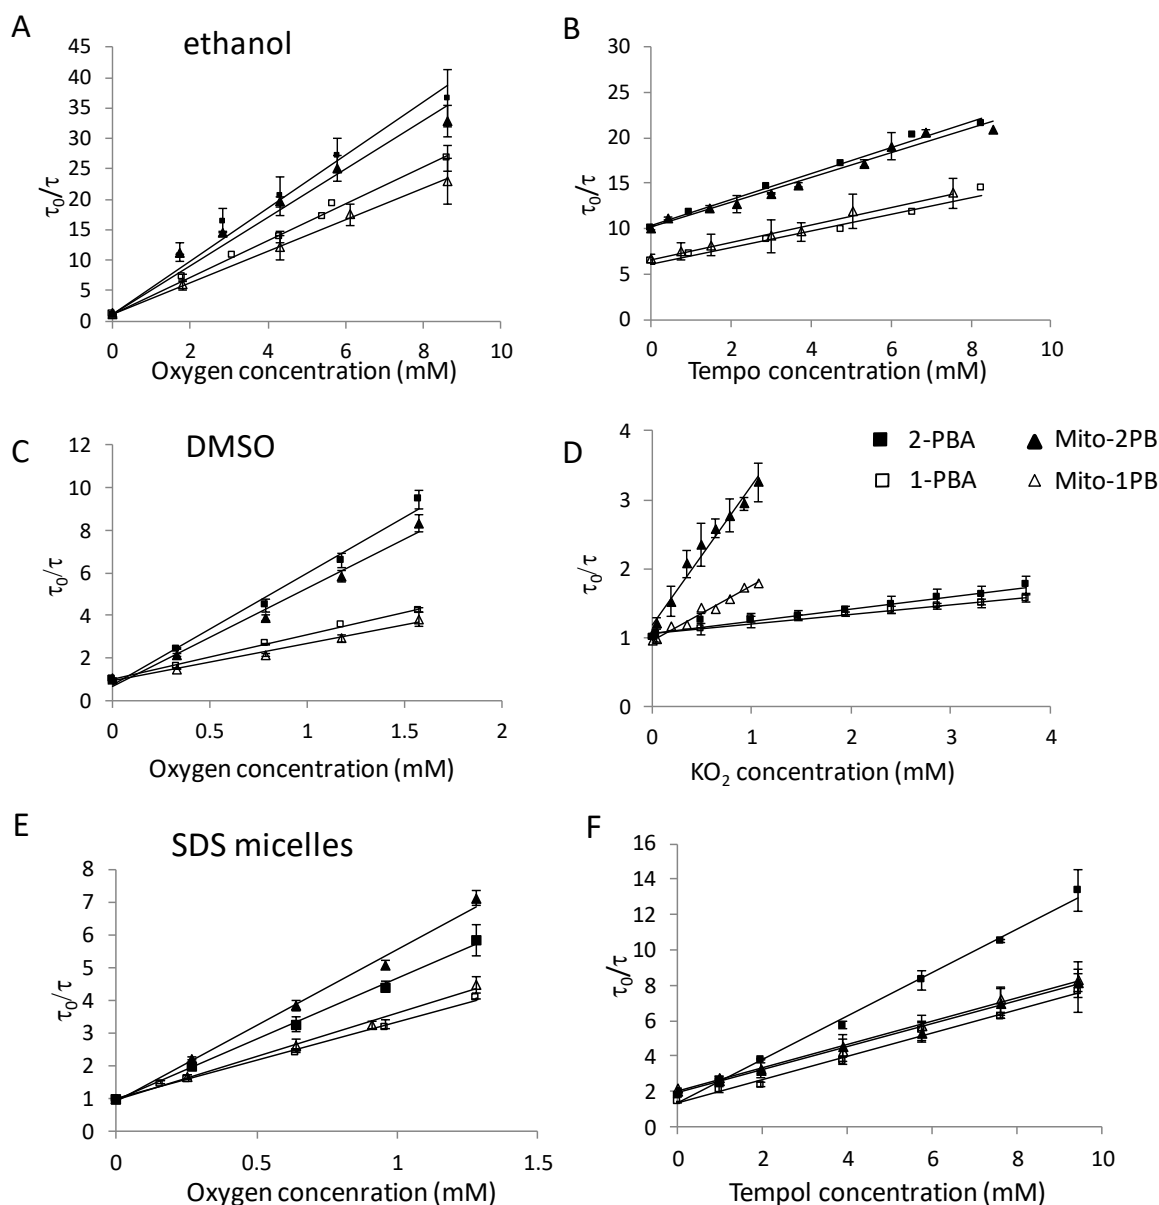 A
ethanol
45
40
35
30
25
20
15
10
5
0
τ0/τ
0 2 4 6 8 10
Oxygen concentration (mM)
B
30
25
20
15
10
5
0
τ0/τ
0 2 4 6 8 10
Tempo concentration (mM)
C
DMSO
12
10
8
6
4
2
0
τ0/τ
0 0.5 1 1.5 2
Oxygen concentration (mM)
D
4
3
2
1
0
τ0/τ
0 1 2 3 4
KO2 concentration (mM)
2-PBA Mito-2PB
1-PBA Mito-1PB
E
SDS micelles
8
7
6
5
4
3
2
1
0
τ0/τ
0 0.5 1 1.5
Oxygen concenration (mM)
F
16
14
12
10
8
6
4
2
0
τ0/τ
0 2 4 6 8 10
Tempol concentration (mM)